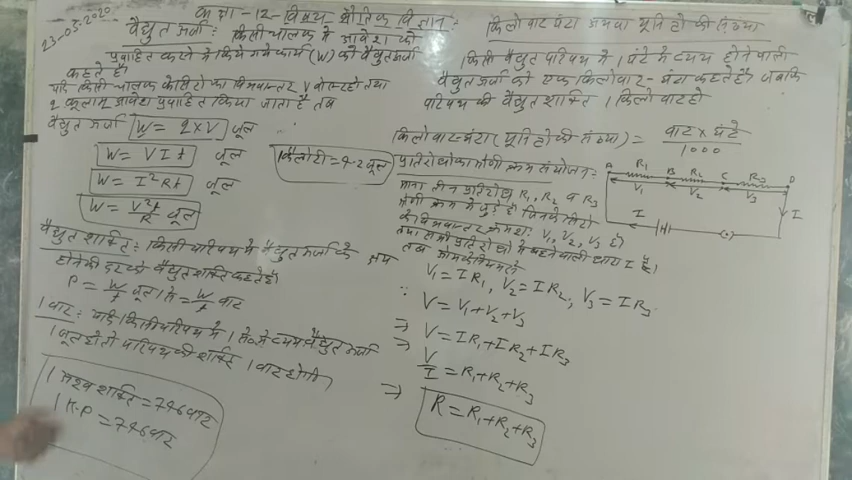 23-05-2020
कक्षा-12-विषय-भौतिक विज्ञान:
वैद्युत ऊर्जा: किसी चालक में आवेश को
प्रवाहित करने में किये गये कार्य (W) को वैद्युत ऊर्जा
कहते हैं।
यदि किसी चालक के सिरों का विभवान्तर V वोल्ट हो तथा
q कूलाम आवेश प्रवाहित किया जाता है तब
वैद्युत ऊर्जा W = q×V जूल
W = VIt जूल
W = I²Rt जूल
W = V²t/R जूल
1 कैलोरी = 4.2 जूल
वैद्युत शक्ति: किसी परिपथ में वैद्युत ऊर्जा के क्षय
होने की दर को वैद्युत शक्ति कहते हैं।
P = W/t जूल/से = W/t वाट
1 वाट: यदि किसी परिपथ में 1 से० में व्यय वैद्युत ऊर्जा
1 जूल हो तो परिपथ की शक्ति 1 वाट होगी।
1 अश्व शक्ति = 746 वाट
1 H.P = 746 वाट
किलोवाट घंटा अथवा यूनिटों की संख्या
किसी वैद्युत परिपथ में 1 घंटे में व्यय होने वाली
वैद्युत ऊर्जा को एक किलोवाट-घंटा कहते हैं। जबकि
परिपथ की वैद्युत शक्ति 1 किलोवाट हो
किलोवाट-घंटा (यूनिटों की संख्या) = वाट × घंटे / 1000
प्रतिरोधों का श्रेणी क्रम संयोजन:
माना तीन प्रतिरोध R₁, R₂ व R₃
श्रेणी क्रम में जुड़े हैं जिनके सिरों
के विभवान्तर क्रमश: V₁, V₂, V₃ हैं
तथा सभी प्रतिरोधों में बहने वाली धारा I है।
तब ओम के नियम से
V₁ = IR₁, V₂ = IR₂, V₃ = IR₃
∵ V = V₁+V₂+V₃
⇒ V = IR₁+IR₂+IR₃
⇒ V/I = R₁+R₂+R₃
⇒ R = R₁+R₂+R₃
A R₁ B R₂ C R₃ D
V₁ V₂ V₃
I I